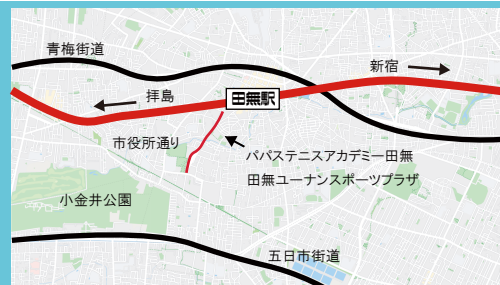 青梅街道
新宿
拝島
田無駅
市役所通り
パパステニスアカデミー田無
田無ユーナンスポーツプラザ
小金井公園
五日市街道